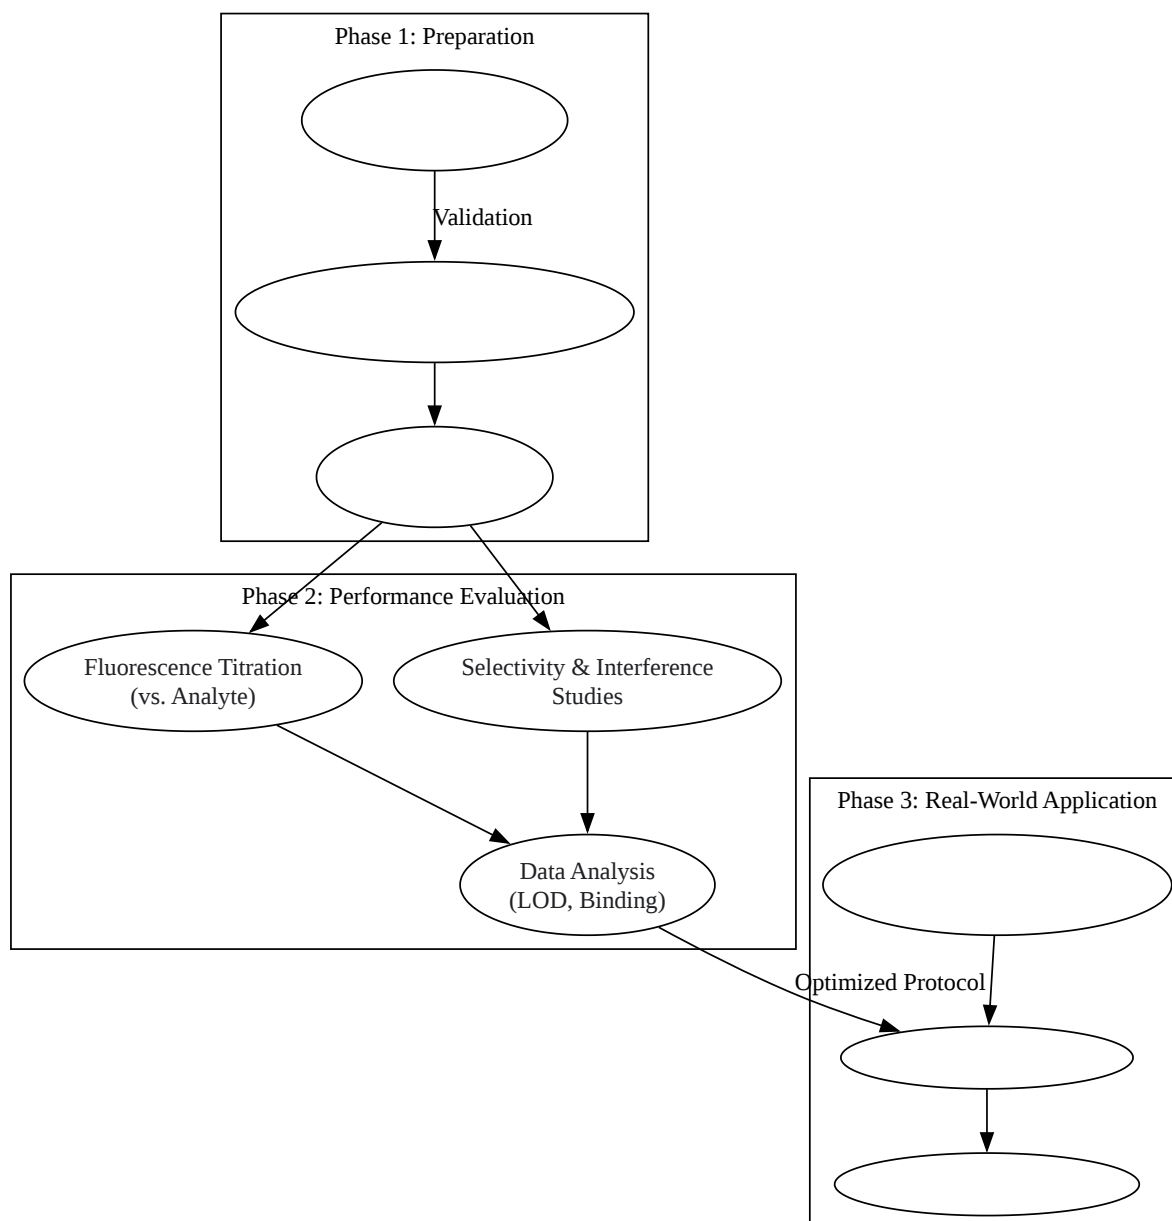 Phase 1: Preparation
Validation
Phase 2: Performance Evaluation
Fluorescence Titration
(vs. Analyte)
Selectivity & Interference
Studies
Data Analysis
(LOD, Binding)
Phase 3: Real-World Application
Optimized Protocol